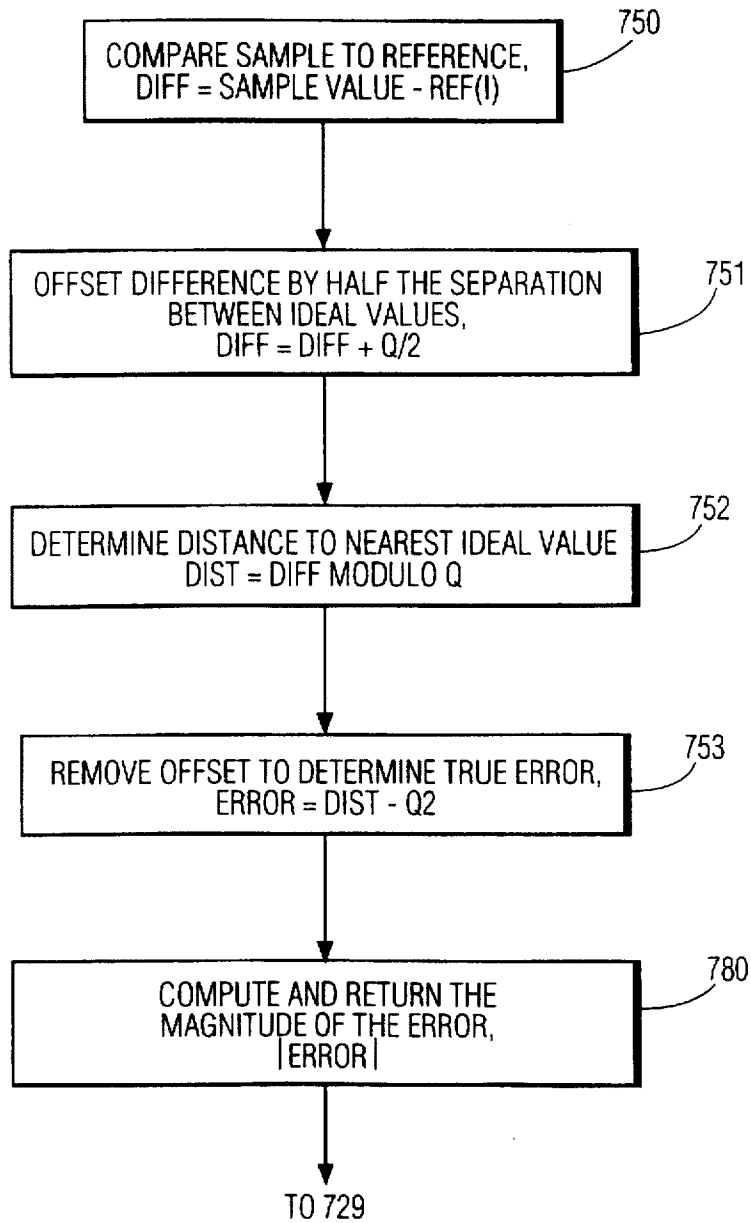 750
COMPARE SAMPLE TO REFERENCE,
DIFF = SAMPLE VALUE - REF(I)
751
OFFSET DIFFERENCE BY HALF THE SEPARATION
BETWEEN IDEAL VALUES,
DIFF = DIFF + Q/2
752
DETERMINE DISTANCE TO NEAREST IDEAL VALUE
DIST = DIFF MODULO Q
753
REMOVE OFFSET TO DETERMINE TRUE ERROR,
ERROR = DIST - Q2
780
COMPUTE AND RETURN THE
MAGNITUDE OF THE ERROR,
|ERROR|
TO 729